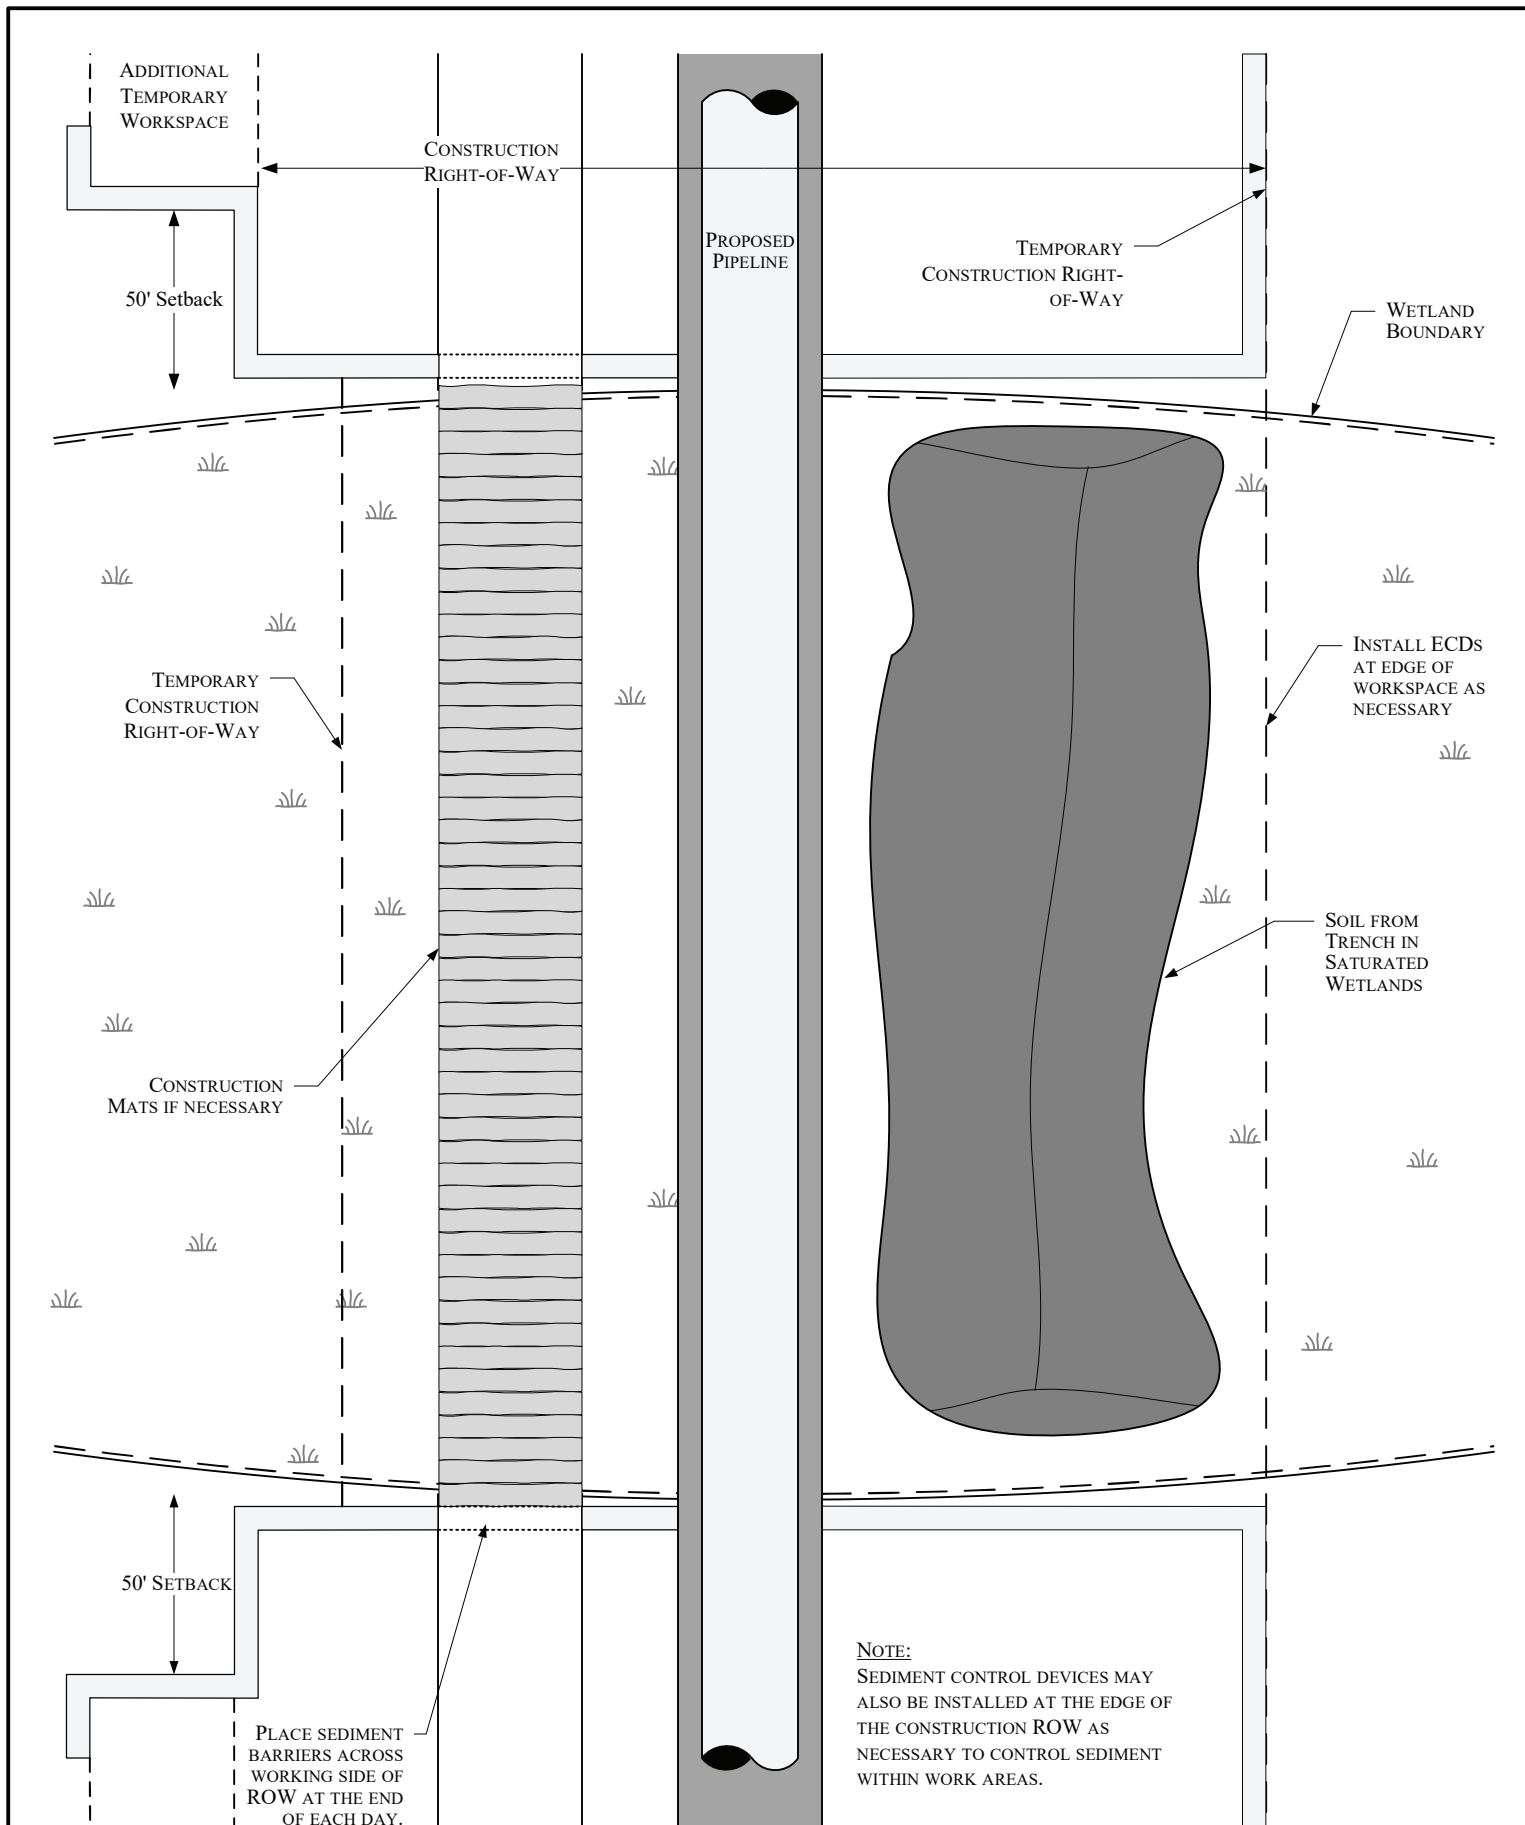 ADDITIONAL
TEMPORARY
WORKSPACE
CONSTRUCTION
RIGHT-OF-WAY
PROPOSED
PIPELINE
TEMPORARY
CONSTRUCTION RIGHT-
OF-WAY
50' Setback
WETLAND
BOUNDARY
INSTALL ECDS
AT EDGE OF
WORKSPACE AS
NECESSARY
TEMPORARY
CONSTRUCTION
RIGHT-OF-WAY
SOIL FROM
TRENCH IN
SATURATED
WETLANDS
CONSTRUCTION
MATS IF NECESSARY
50' SETBACK
NOTE:
SEDIMENT CONTROL DEVICES MAY
ALSO BE INSTALLED AT THE EDGE OF
THE CONSTRUCTION ROW AS
NECESSARY TO CONTROL SEDIMENT
WITHIN WORK AREAS.
PLACE SEDIMENT
BARRIERS ACROSS
WORKING SIDE OF
ROW AT THE END
OF EACH DAY.